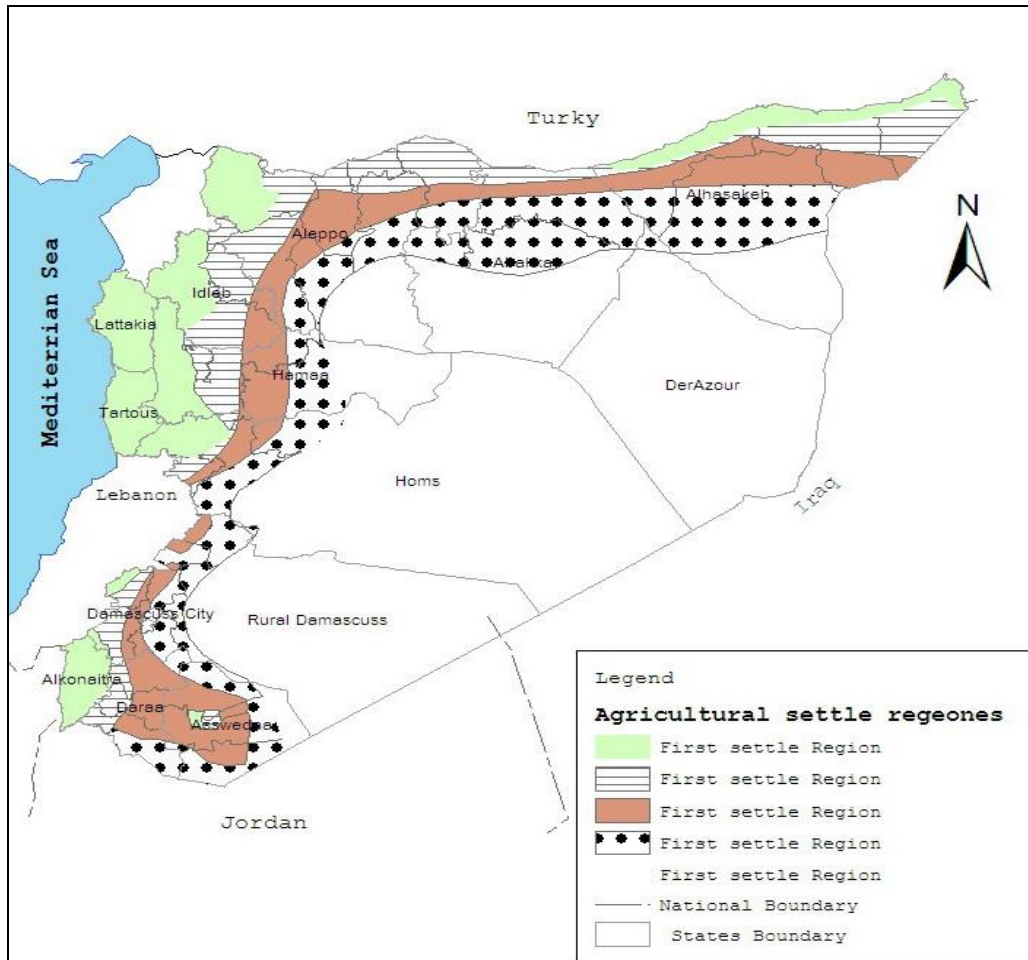 Turky
N
Alhasakeh
Aleppo
Mediterrian Sea
Idleb
Lattakia
Hamaa
DerAzour
Tartous
Homs
Lebanon
Iraq
Damascuss City
Rural Damascuss
Alkonaitra
Daraa
Asswedaa
Jordan
Legend
Agricultural settle regeones
First settle Region
First settle Region
First settle Region
First settle Region
First settle Region
National Boundary
States Boundary